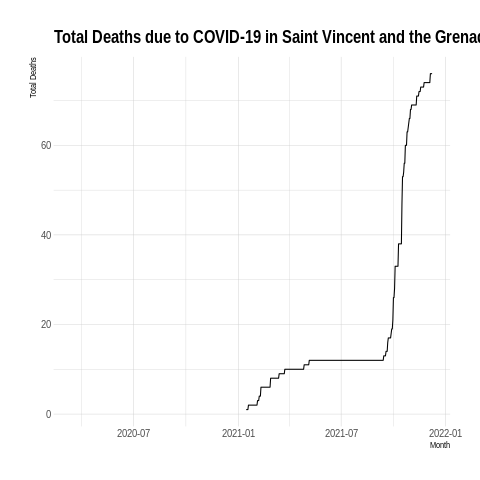 Total Deaths due to COVID-19 in Saint Vincent and the Grenad
Total Deaths
60
40
20
0
2020-07 2021-01 2021-07 2022-01
Month